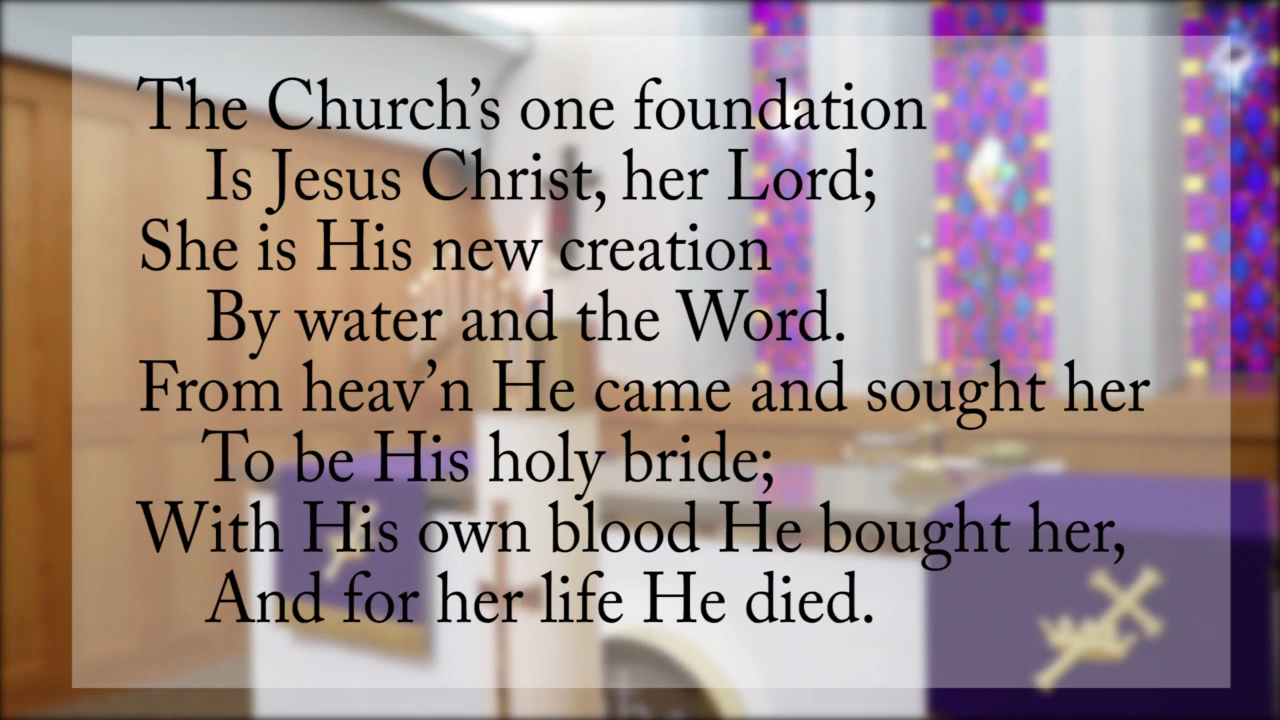 The Church’s one foundation
Is Jesus Christ, her Lord;
She is His new creation
By water and the Word.
From heav’n He came and sought her
To be His holy bride;
With His own blood He bought her,
And for her life He died.